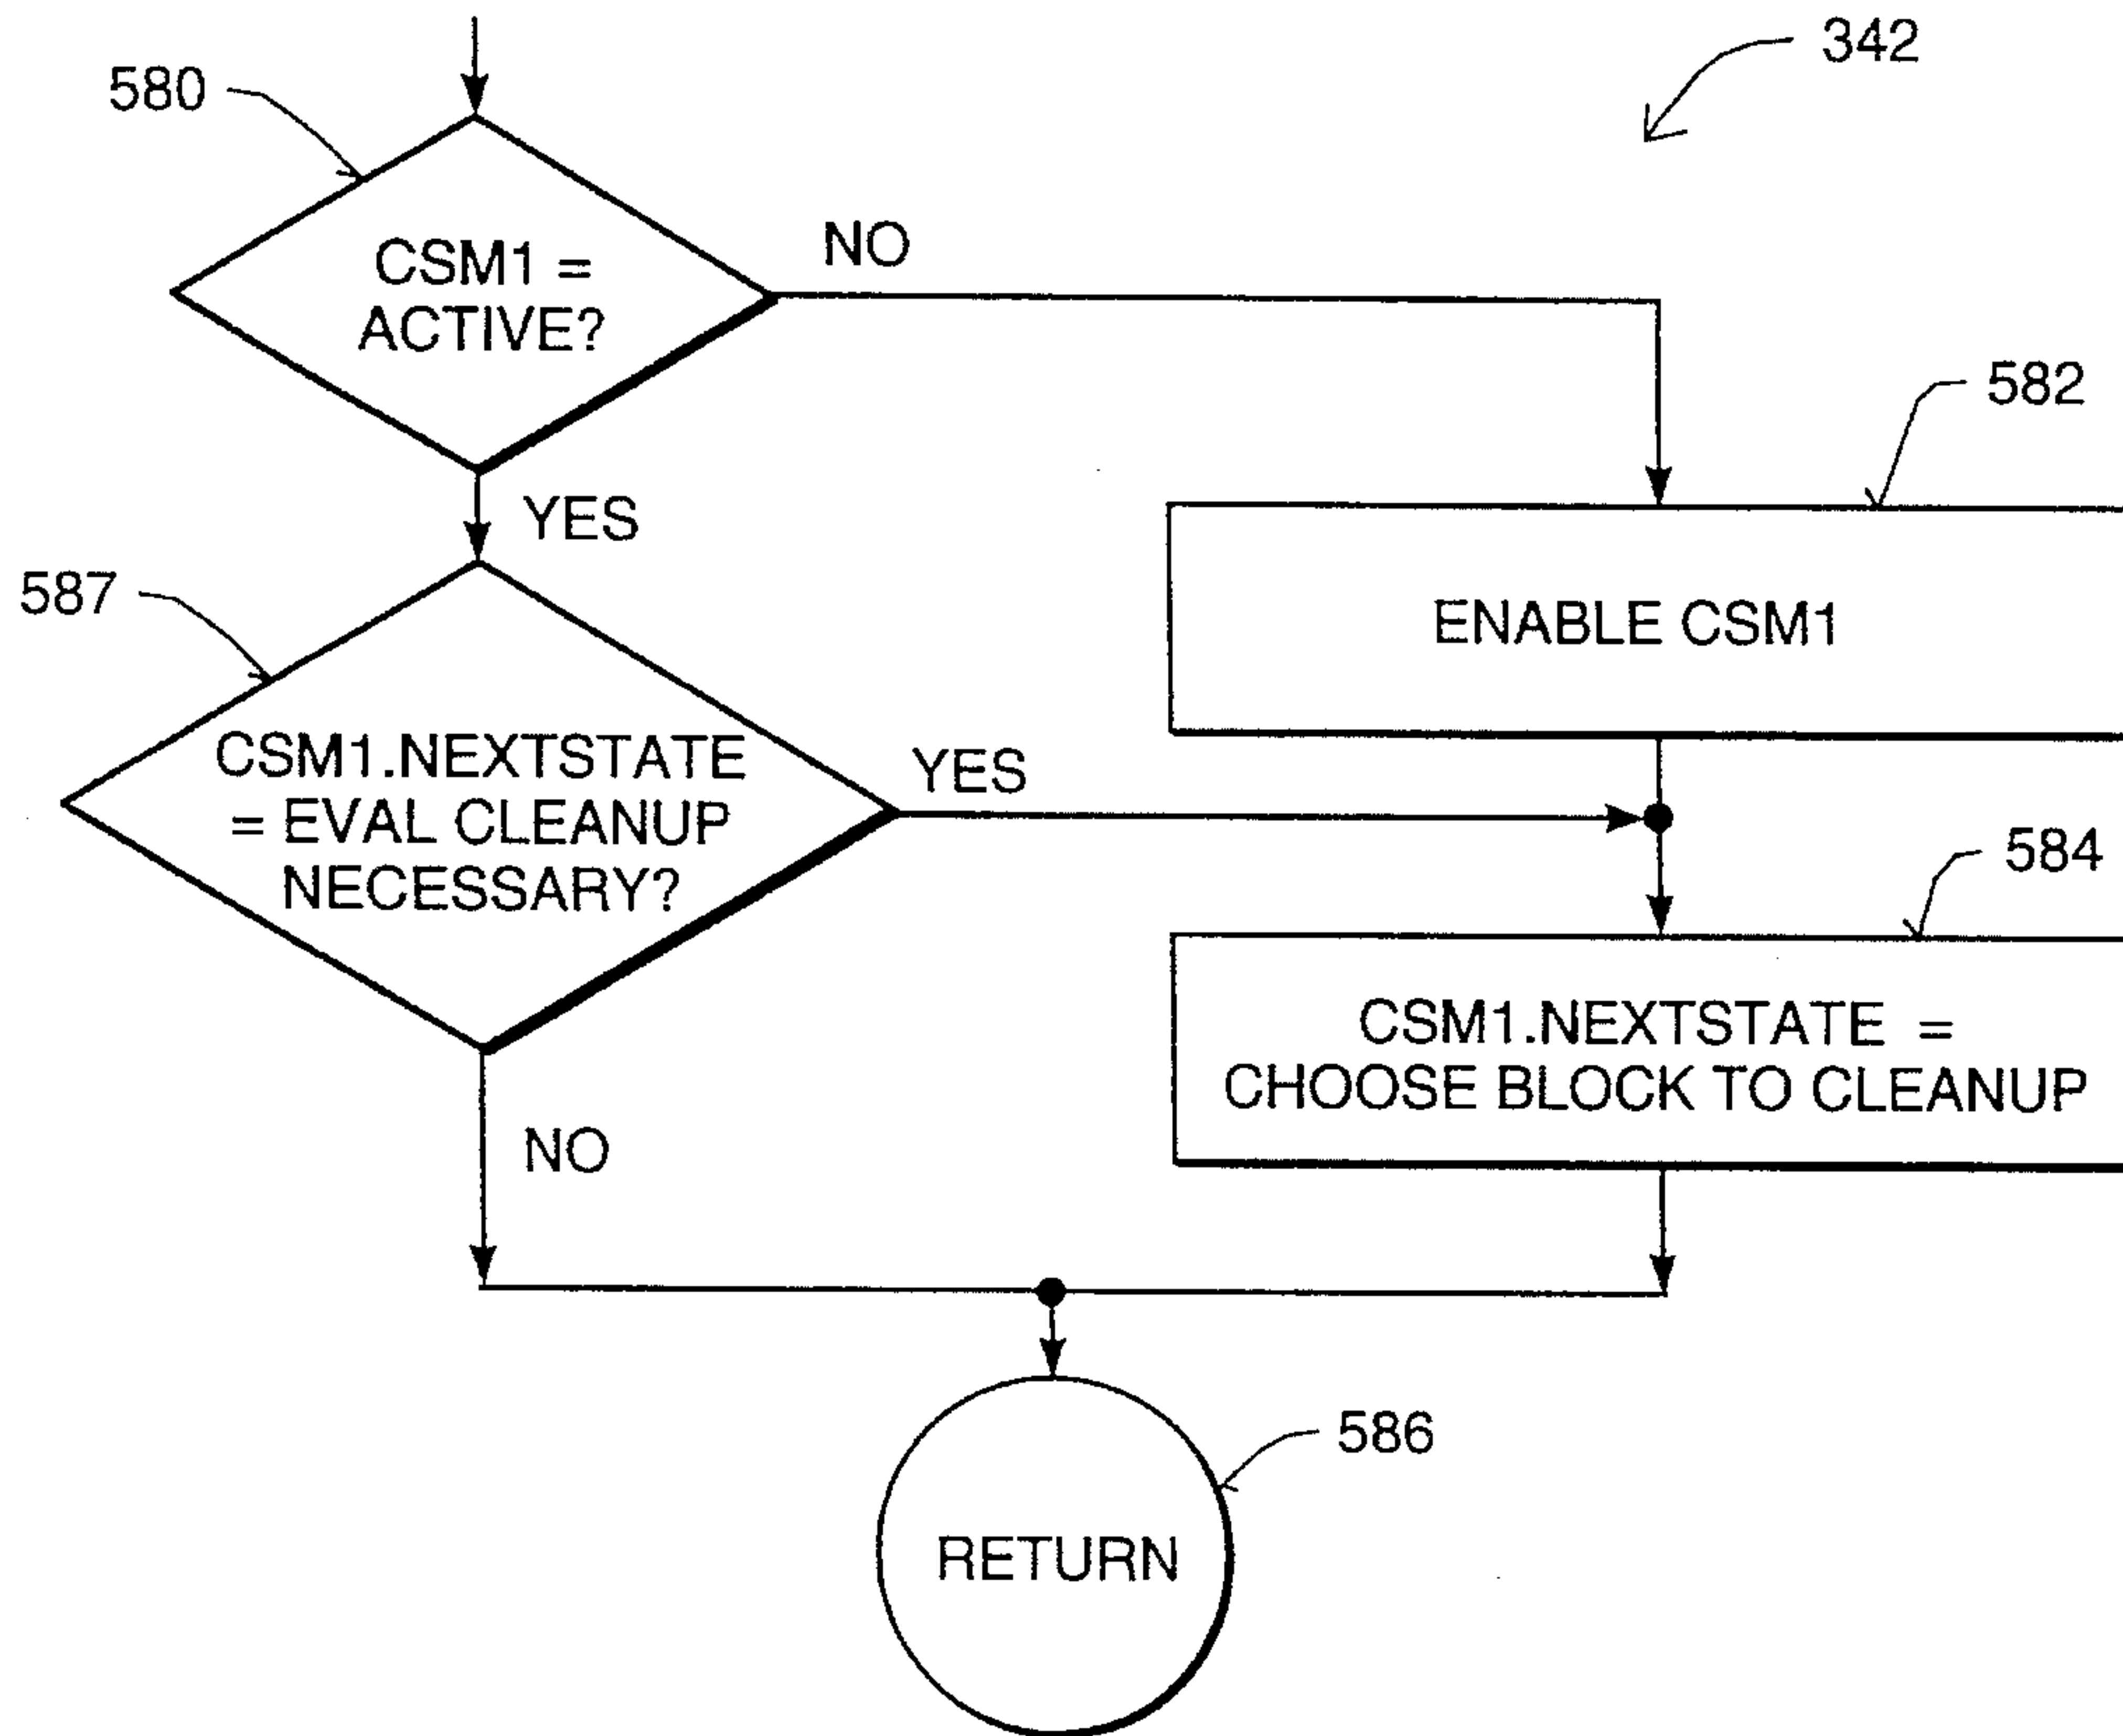 342
580
CSM1 =
ACTIVE?
NO
582
YES
ENABLE CSM1
587
CSM1.NEXTSTATE
= EVAL CLEANUP
NECESSARY?
YES
584
CSM1.NEXTSTATE =
CHOOSE BLOCK TO CLEANUP
NO
586
RETURN